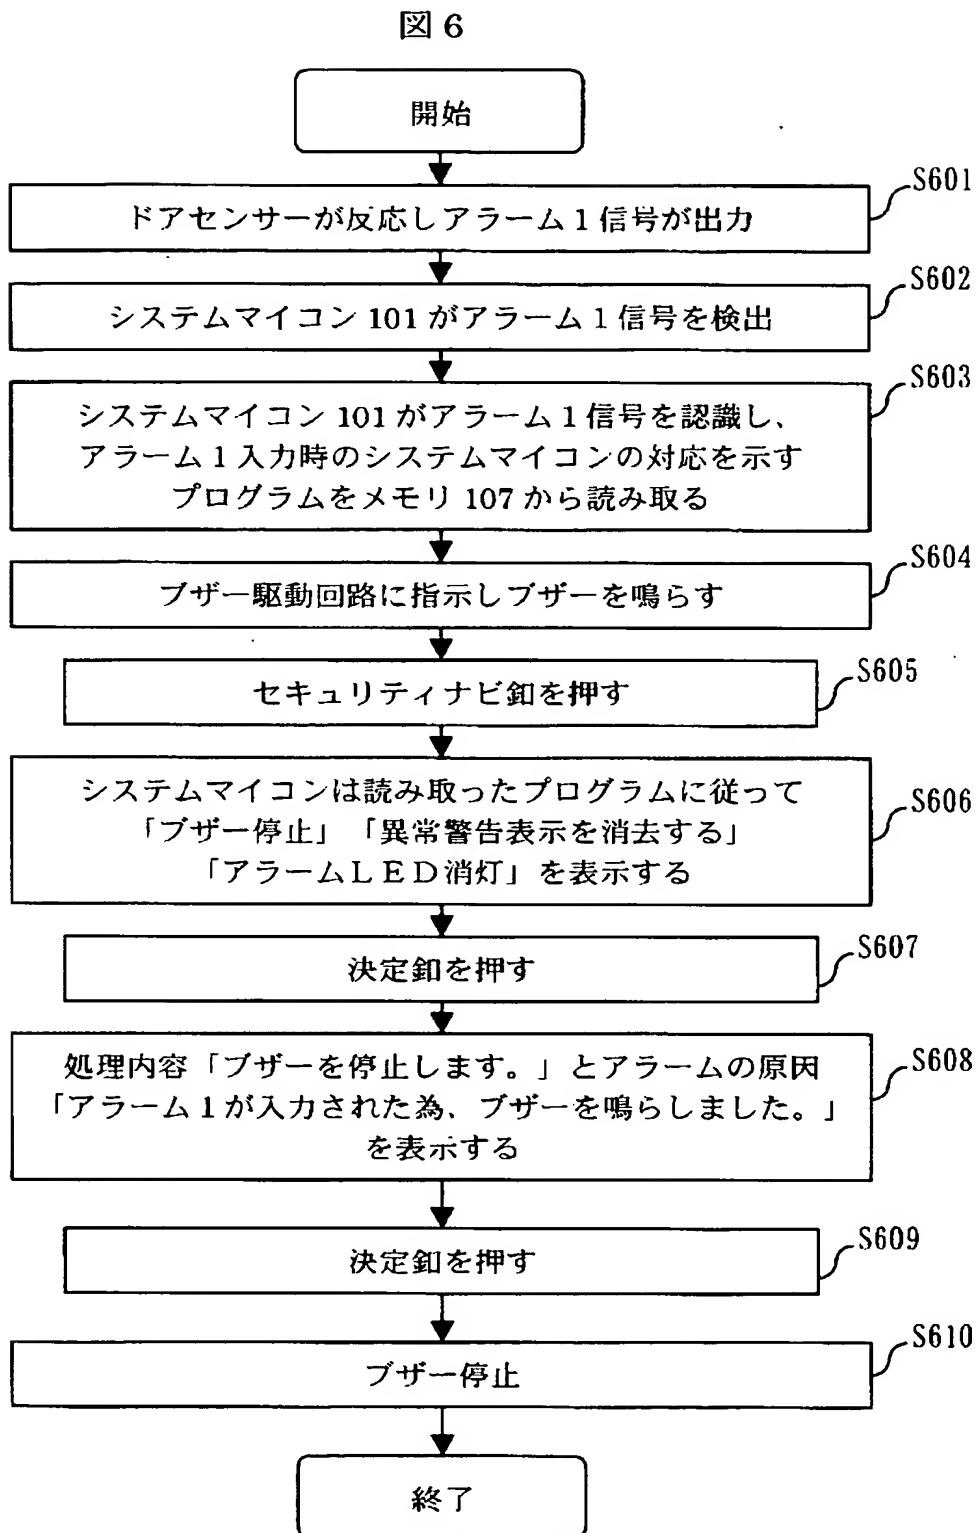 図6
開始
S601
ドアセンサーが反応しアラーム1信号が出力
S602
システムマイコン101がアラーム1信号を検出
S603
システムマイコン101がアラーム1信号を認識し、
アラーム1入力時のシステムマイコンの対応を示す
プログラムをメモリ107から読み取る
S604
ブザー駆動回路に指示しブザーを鳴らす
S605
セキュリティナビ釦を押す
S606
システムマイコンは読み取ったプログラムに従って
「ブザー停止」「異常警告表示を消去する」
「アラームLED消灯」を表示する
S607
決定釦を押す
S608
処理内容「ブザーを停止します。」とアラームの原因
「アラーム1が入力された為、ブザーを鳴らしました。」
を表示する
S609
決定釦を押す
S610
ブザー停止
終了